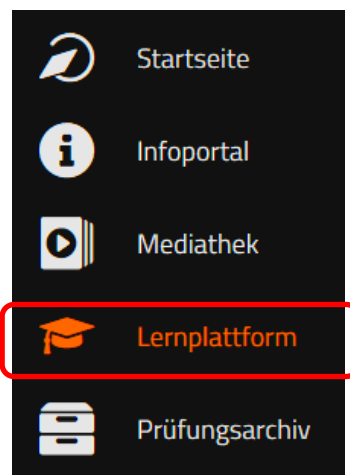 Startseite
Infoportal
Mediathek
Lernplattform
Prüfungsarchiv